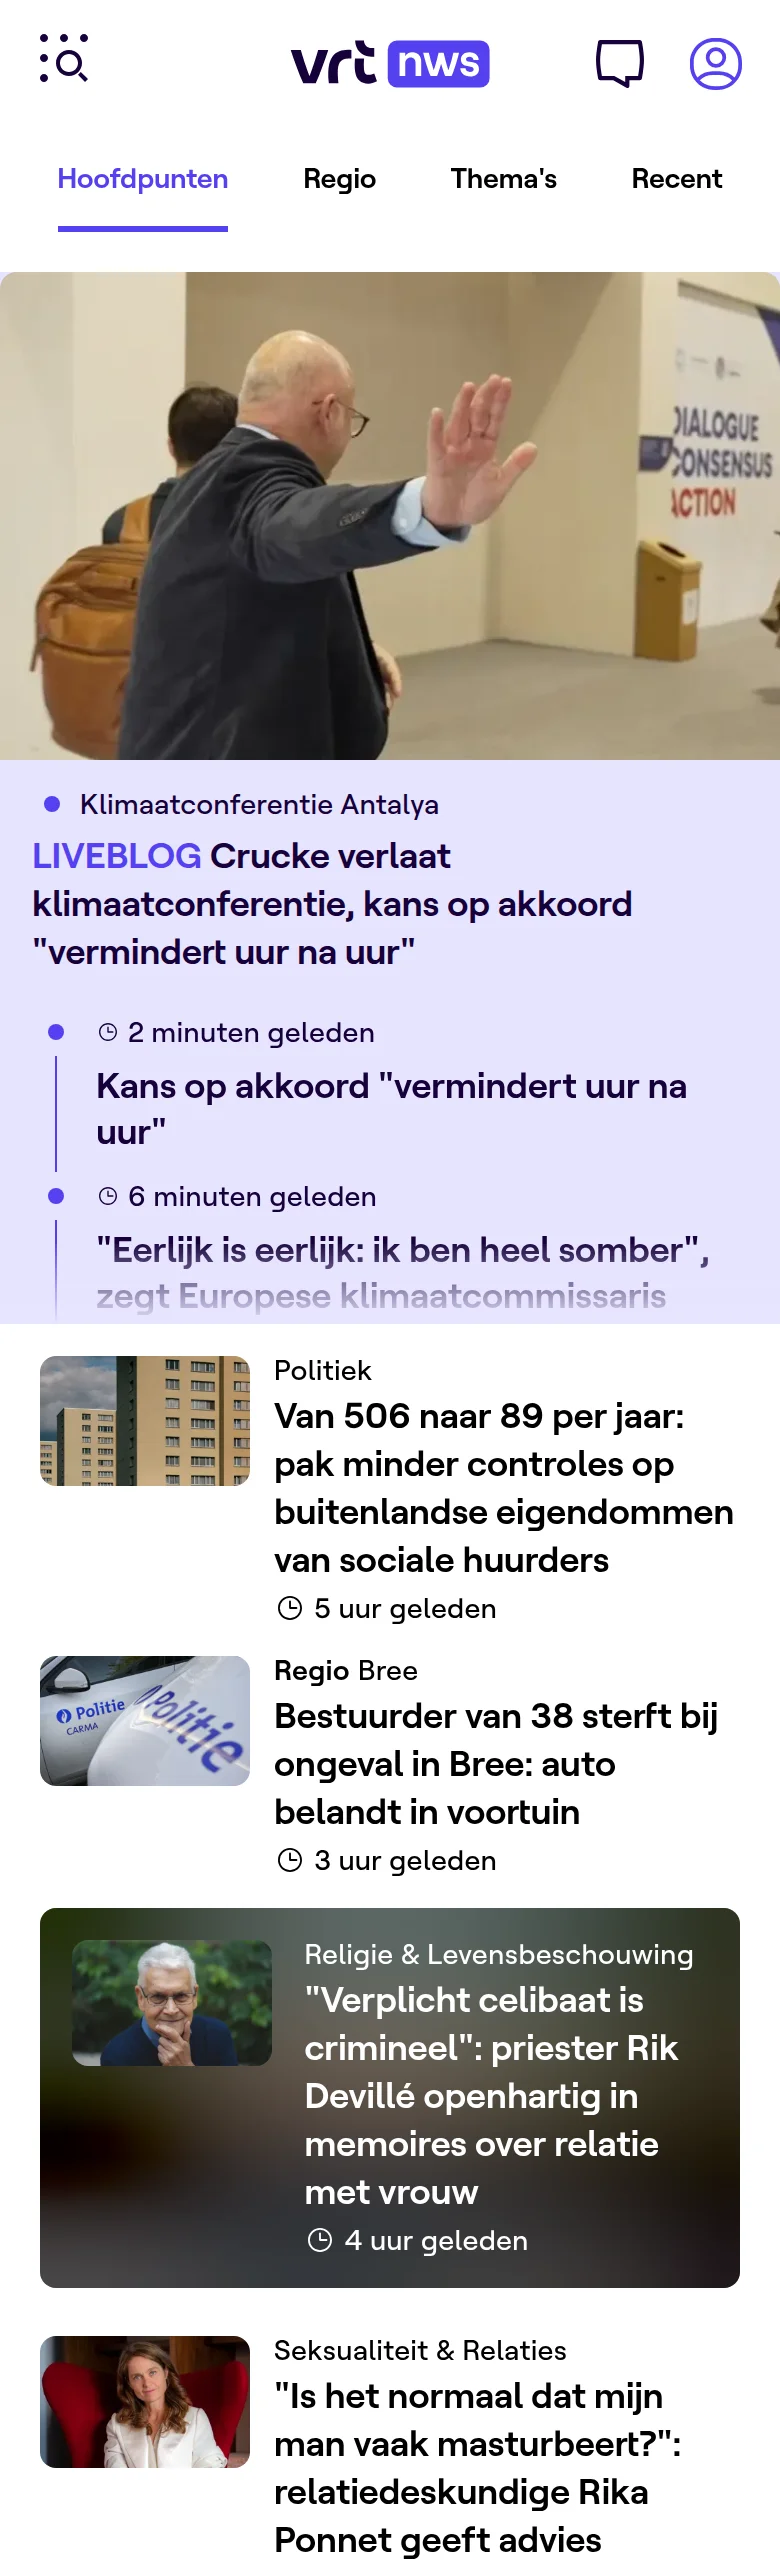 vrt nws
Hoofdpunten Regio Thema's Recent
DIALOGUE
CONSENSUS
ACTION
Klimaatconferentie Antalya
LIVEBLOG Crucke verlaat
klimaatconferentie, kans op akkoord
"vermindert uur na uur"
2 minuten geleden
Kans op akkoord "vermindert uur na
uur"
6 minuten geleden
"Eerlijk is eerlijk: ik ben heel somber",
zegt Europese klimaatcommissaris
Politiek
Van 506 naar 89 per jaar:
pak minder controles op
buitenlandse eigendommen
van sociale huurders
5 uur geleden
Politie
CARMA
Politie
Regio Bree
Bestuurder van 38 sterft bij
ongeval in Bree: auto
belandt in voortuin
3 uur geleden
Religie & Levensbeschouwing
"Verplicht celibaat is
crimineel": priester Rik
Devillé openhartig in
memoires over relatie
met vrouw
4 uur geleden
Seksualiteit & Relaties
"Is het normaal dat mijn
man vaak masturbeert?":
relatiedeskundige Rika
Ponnet geeft advies